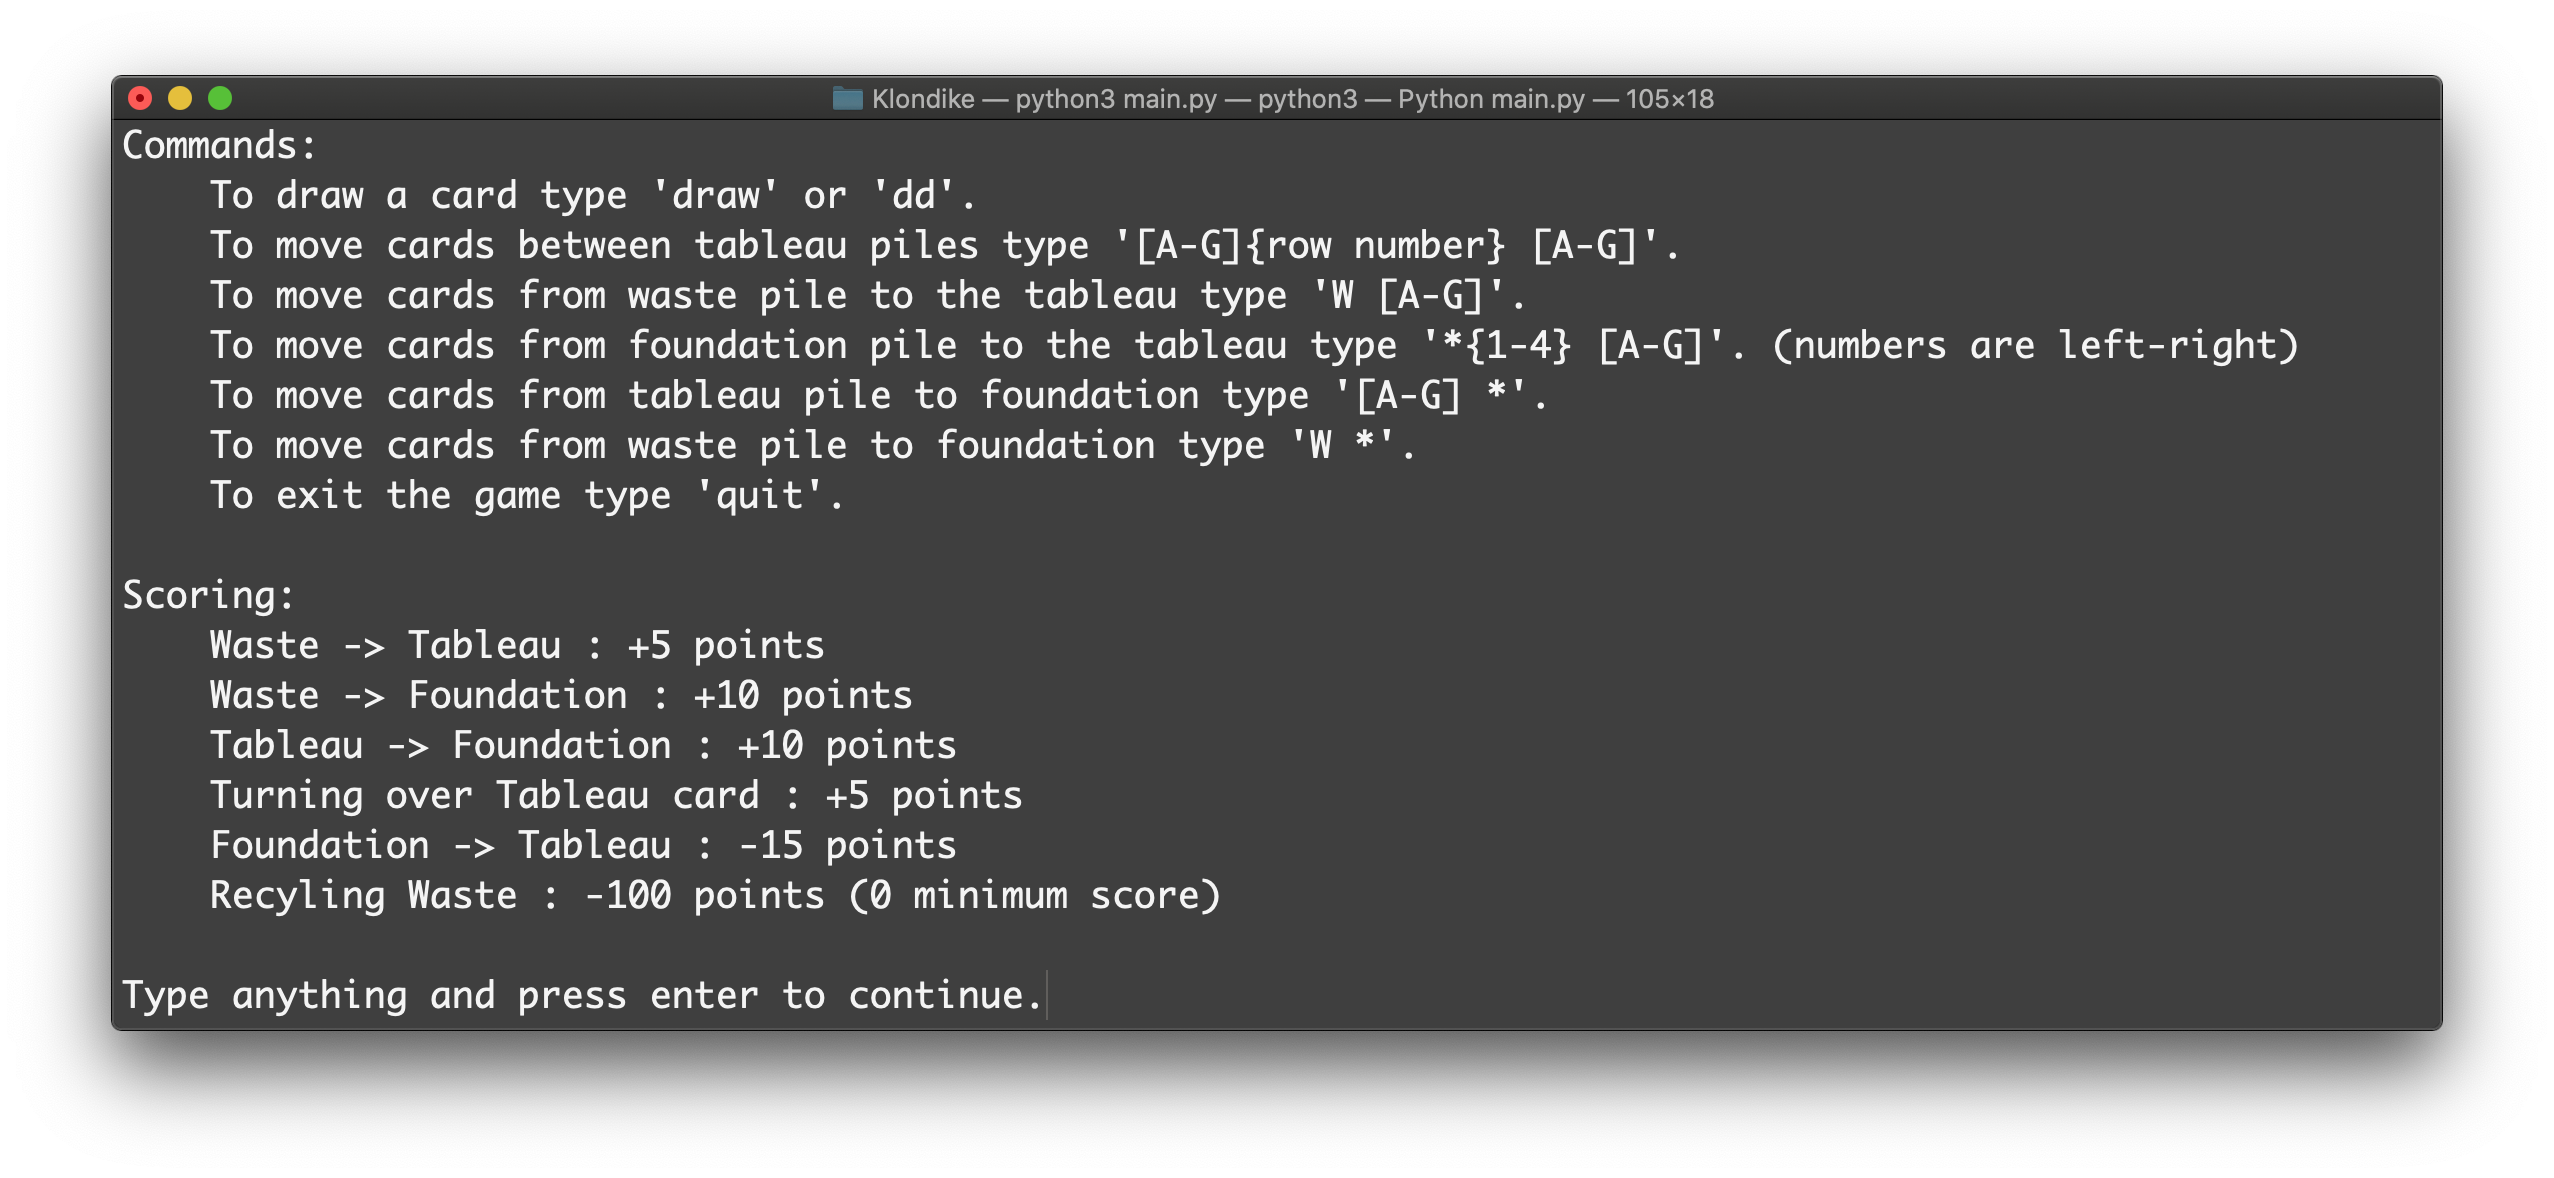 Klondike — python3 main.py — python3 — Python main.py — 105×18
Commands:
To draw a card type 'draw' or 'dd'.
To move cards between tableau piles type '[A-G]{row number} [A-G]'.
To move cards from waste pile to the tableau type 'W [A-G]'.
To move cards from foundation pile to the tableau type '*{1-4} [A-G]'. (numbers are left-right)
To move cards from tableau pile to foundation type '[A-G] *'.
To move cards from waste pile to foundation type 'W *'.
To exit the game type 'quit'.
Scoring:
Waste -> Tableau : +5 points
Waste -> Foundation : +10 points
Tableau -> Foundation : +10 points
Turning over Tableau card : +5 points
Foundation -> Tableau : -15 points
Recyling Waste : -100 points (0 minimum score)
Type anything and press enter to continue.